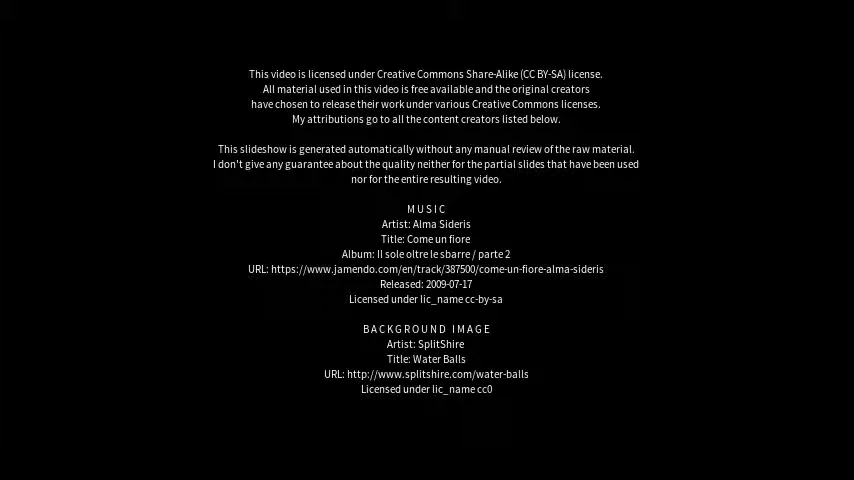 This video is licensed under Creative Commons Share-Alike (CC BY-SA) license.
All material used in this video is free available and the original creators
have chosen to release their work under various Creative Commons licenses.
My attributions go to all the content creators listed below.
This slideshow is generated automatically without any manual review of the raw material.
I don't give any guarantee about the quality neither for the partial slides that have been used
nor for the entire resulting video.
MUSIC
Artist: Alma Sideris
Title: Come un fiore
Album: Il sole oltre le sbarre / parte 2
URL: https://www.jamendo.com/en/track/387500/come-un-fiore-alma-sideris
Released: 2009-07-17
Licensed under lic_name cc-by-sa
BACKGROUND IMAGE
Artist: SplitShire
Title: Water Balls
URL: http://www.splitshire.com/water-balls
Licensed under lic_name cc0